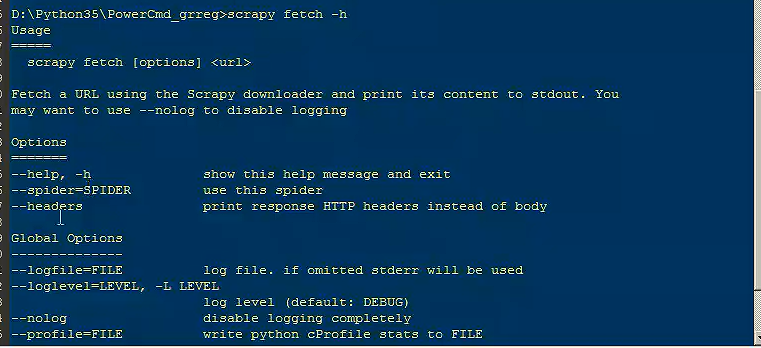 D:\Python35\PowerCmd_grreg>scrapy fetch -h
Usage
=====
scrapy fetch [options] <url>
Fetch a URL using the Scrapy downloader and print its content to stdout. You
may want to use --nolog to disable logging
Options
=======
--help, -h show this help message and exit
--spider=SPIDER use this spider
--headers print response HTTP headers instead of body
Global Options
--------------
--logfile=FILE log file. if omitted stderr will be used
--loglevel=LEVEL, -L LEVEL
log level (default: DEBUG)
--nolog disable logging completely
--profile=FILE write python cProfile stats to FILE